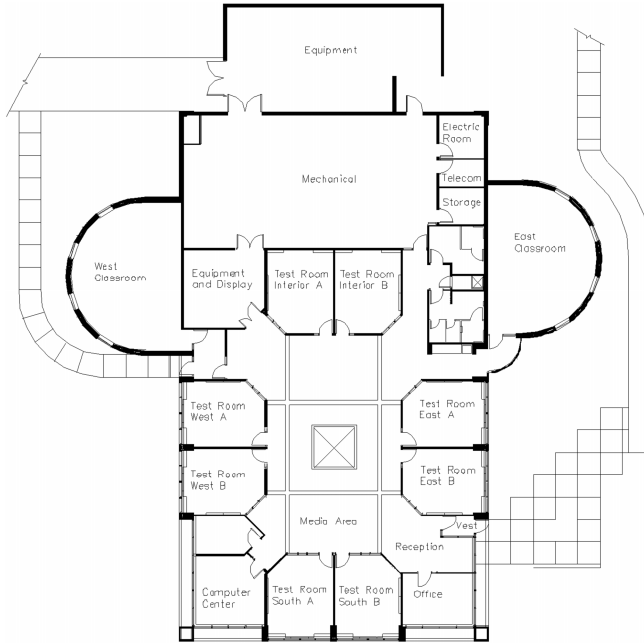 Equipment
Electric
Room
Mechanical
Telecom
Storage
East
Classroom
West
Classroom
Equipment
and Display
Test Room
Interior A
Test Room
Interior B
Test Room
West A
Test Room
East A
Test Room
West B
Test Room
East B
Media Area
Vest
Reception
Computer
Center
Test Room
South A
Test Room
South B
Office